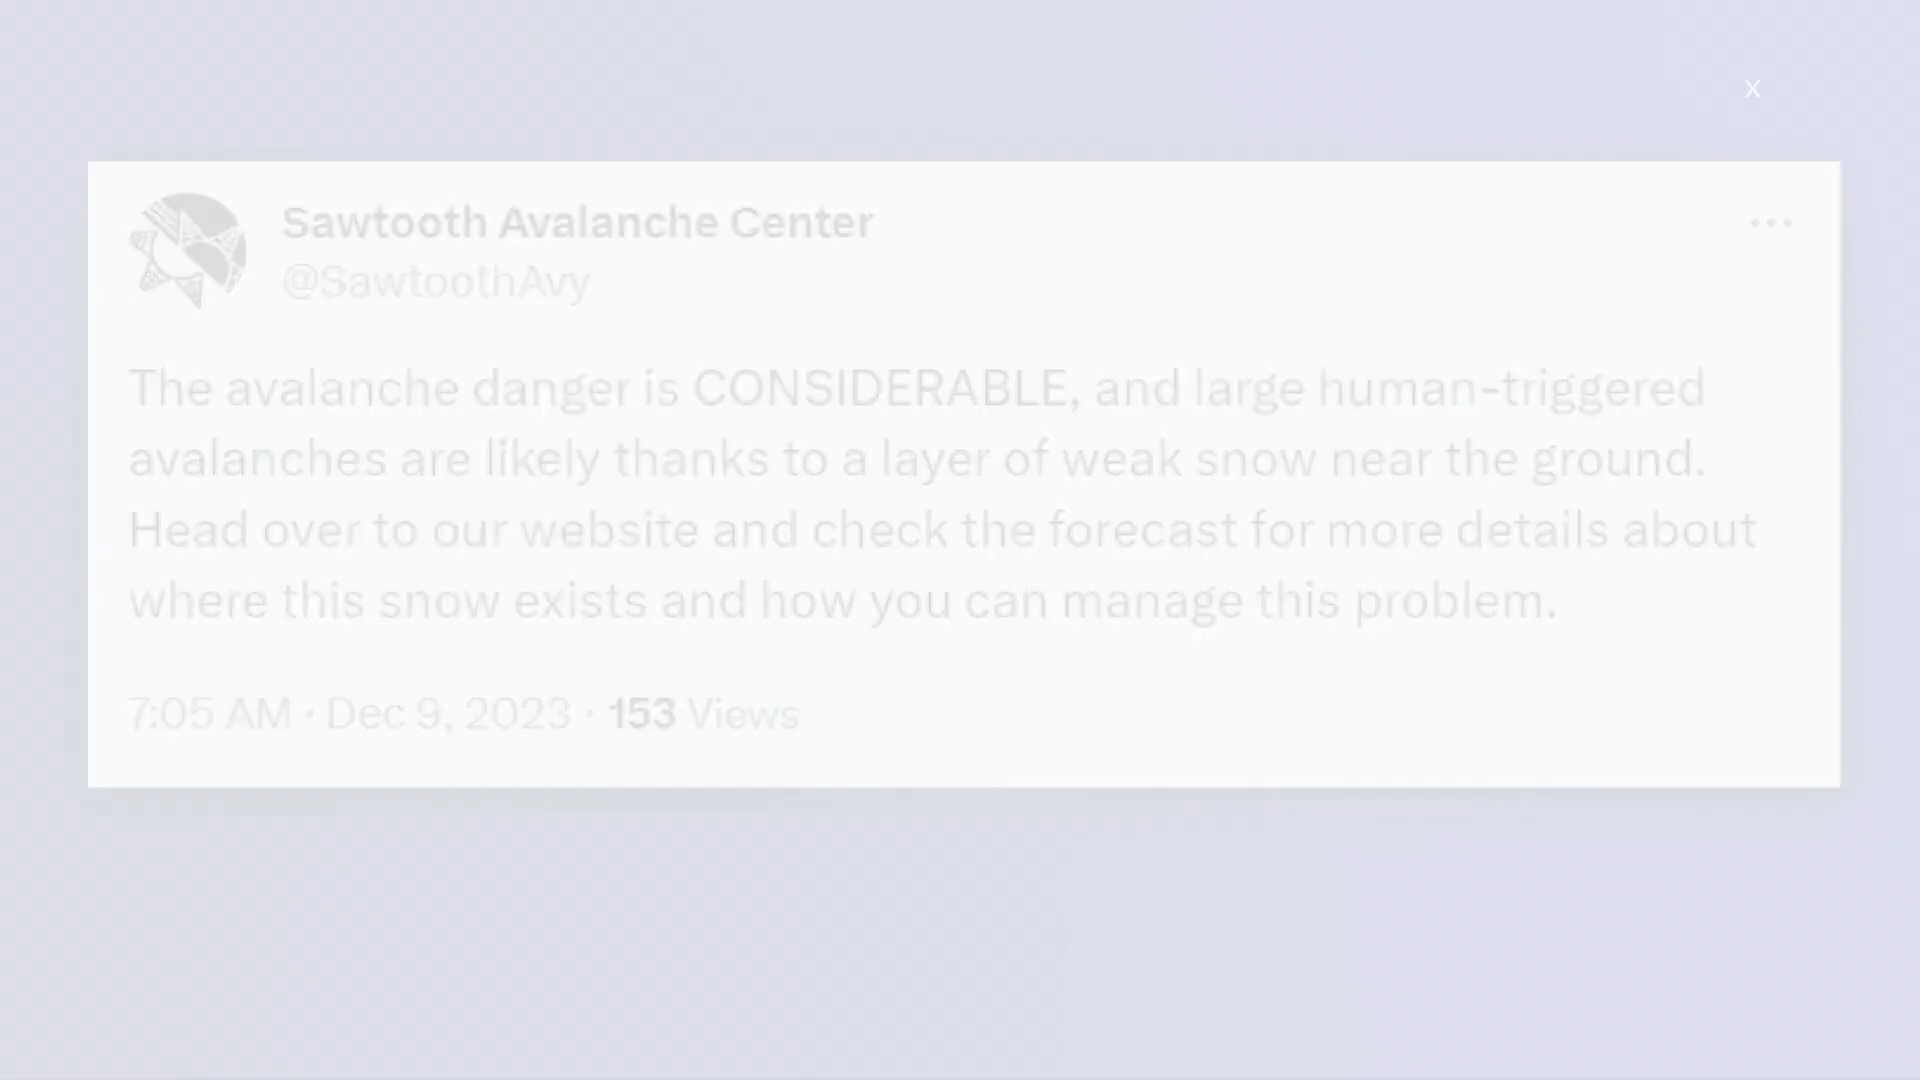 X
Sawtooth Avalanche Center
@SawtoothAvy
The avalanche danger is CONSIDERABLE, and large human-triggered
avalanches are likely thanks to a layer of weak snow near the ground.
Head over to our website and check the forecast for more details about
where this snow exists and how you can manage this problem.
7:05 AM · Dec 9, 2023 · 153 Views